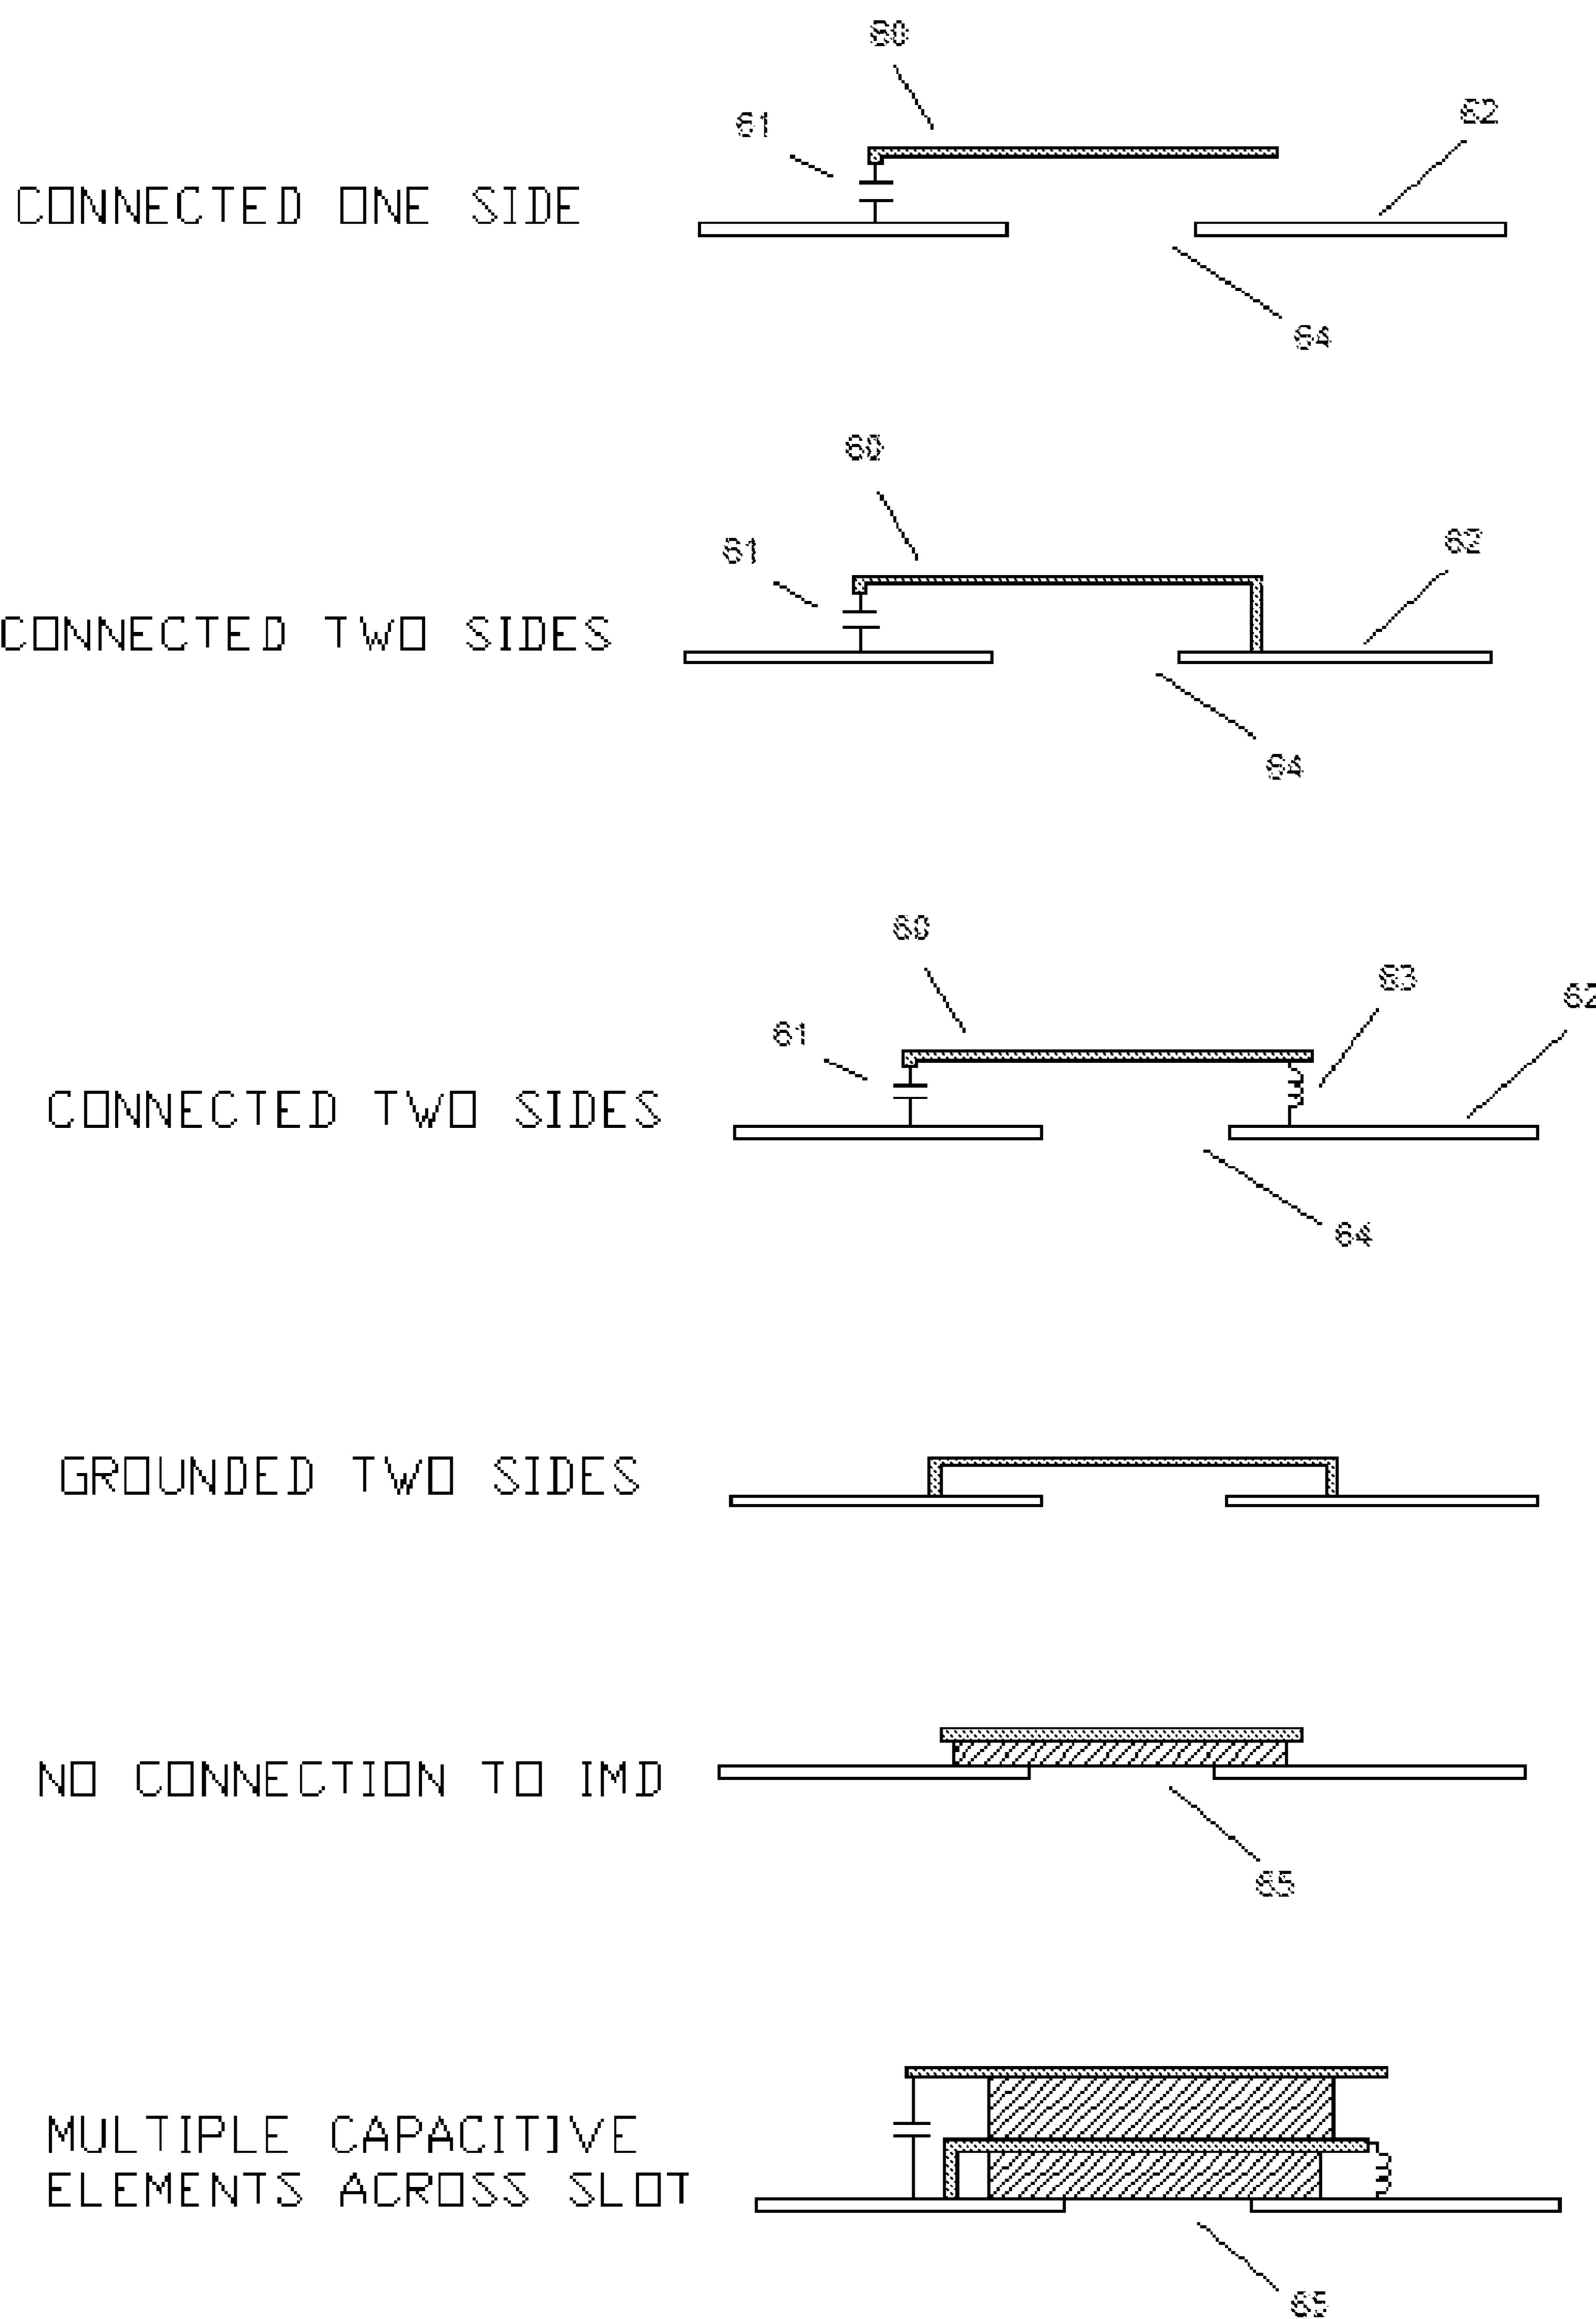 60
61
62
CONNECTED ONE SIDE
64
60
61
62
CONNECTED TWO SIDES
64
60
63
62
61
CONNECTED TWO SIDES
64
GROUNDED TWO SIDES
NO CONNECTION TO IMD
65
MULTIPLE CAPACITIVE
ELEMENTS ACROSS SLOT
65